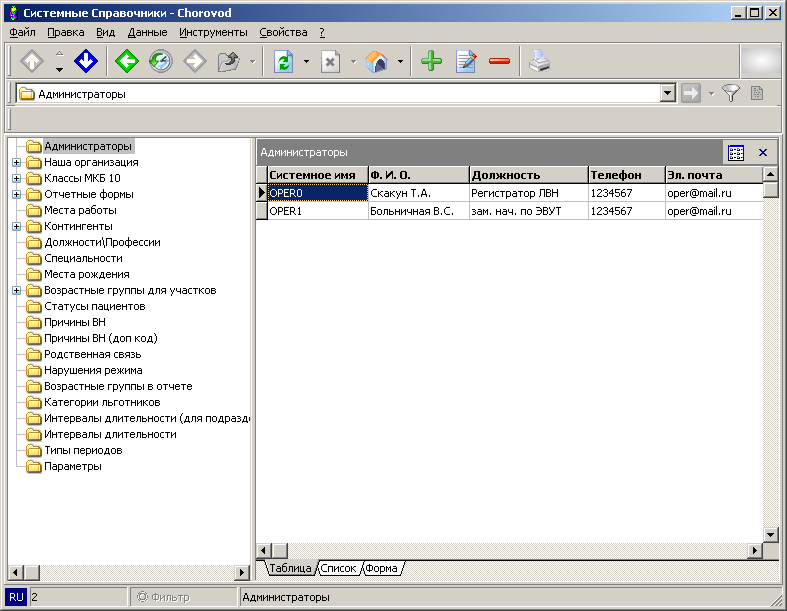 Системные Справочники - Chorovod
Файл Правка Вид Данные Инструменты Свойства ?
Администраторы
Администраторы
Наша организация
Классы МКБ 10
Отчетные формы
Места работы
Контингенты
Должности\Профессии
Специальности
Места рождения
Возрастные группы для участков
Статусы пациентов
Причины ВН
Причины ВН (доп код)
Родственная связь
Нарушения режима
Возрастные группы в отчете
Категории льготников
Интервалы длительности (для подразд
Интервалы длительности
Типы периодов
Параметры
Администраторы
Системное имя Ф. И. О. Должность Телефон Эл. почта
OPER0 Скакун Т.А. Регистратор ЛВН 1234567 oper@mail.ru
OPER1 Больничная В.С. зам. нач. по ЭВУТ 1234567 oper@mail.ru
Таблица Список Форма
RU 2 Фильтр Администраторы